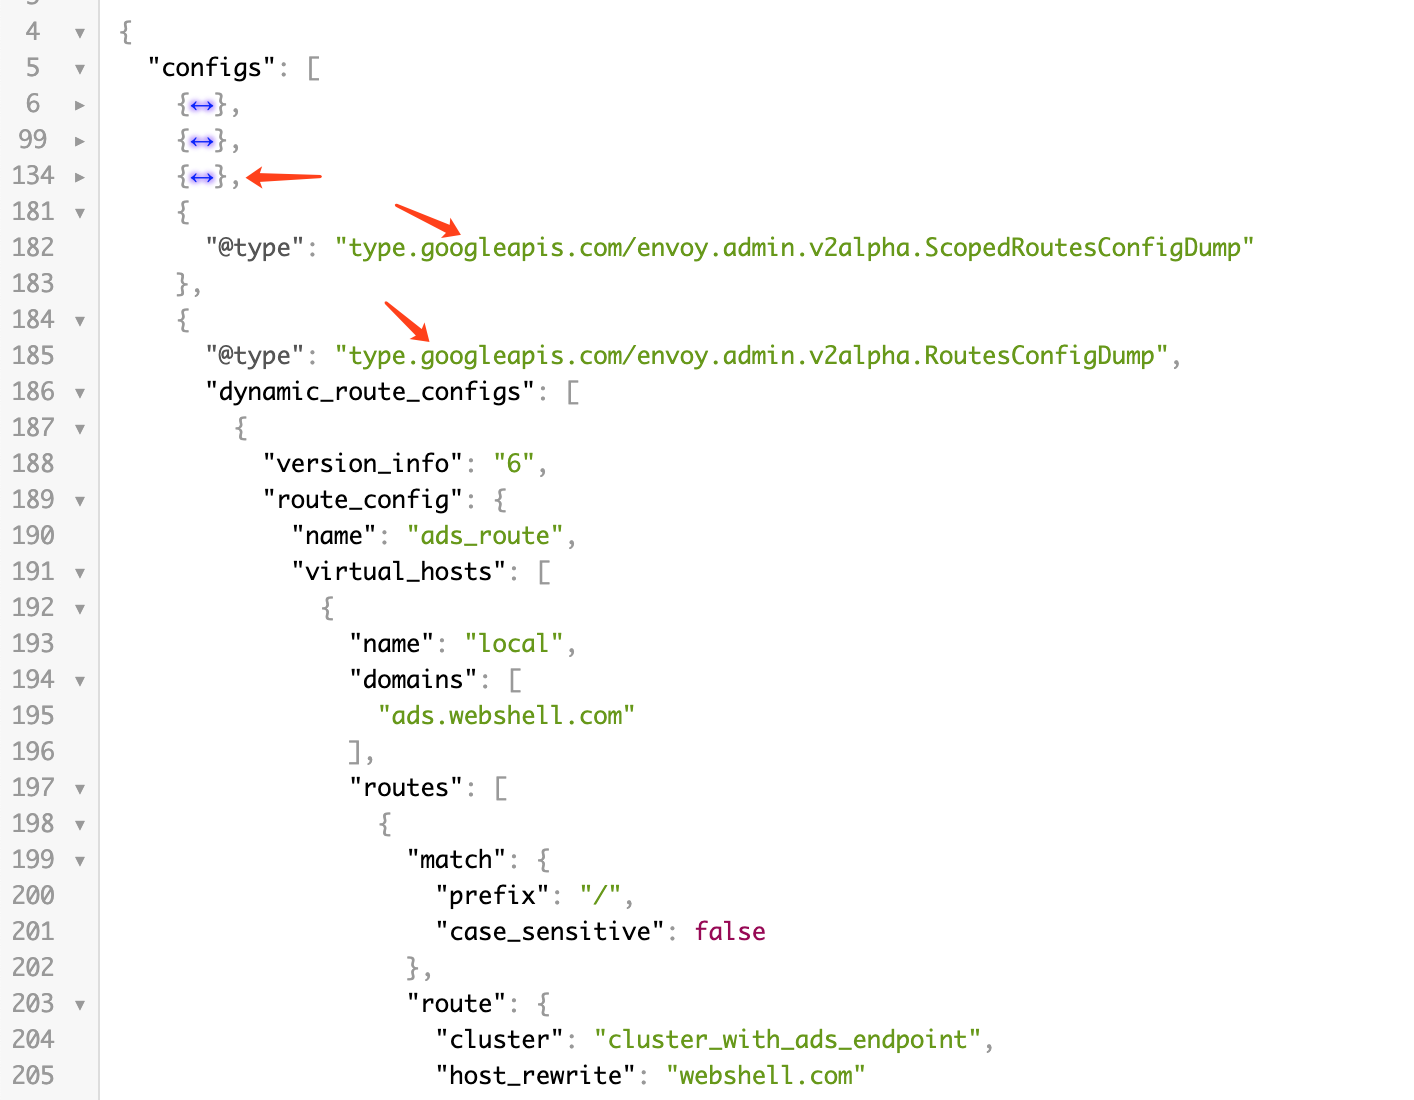 4 ▼ {
5 ▼ "configs": [
6 ▶ {↔},
99 ▶ {↔},
134 ▶ {↔},
181 ▼ {
182 "@type": "type.googleapis.com/envoy.admin.v2alpha.ScopedRoutesConfigDump"
183 },
184 ▼ {
185 "@type": "type.googleapis.com/envoy.admin.v2alpha.RoutesConfigDump",
186 ▼ "dynamic_route_configs": [
187 ▼ {
188 "version_info": "6",
189 ▼ "route_config": {
190 "name": "ads_route",
191 ▼ "virtual_hosts": [
192 ▼ {
193 "name": "local",
194 ▼ "domains": [
195 "ads.webshell.com"
196 ],
197 ▼ "routes": [
198 ▼ {
199 ▼ "match": {
200 "prefix": "/",
201 "case_sensitive": false
202 },
203 ▼ "route": {
204 "cluster": "cluster_with_ads_endpoint",
205 "host_rewrite": "webshell.com"